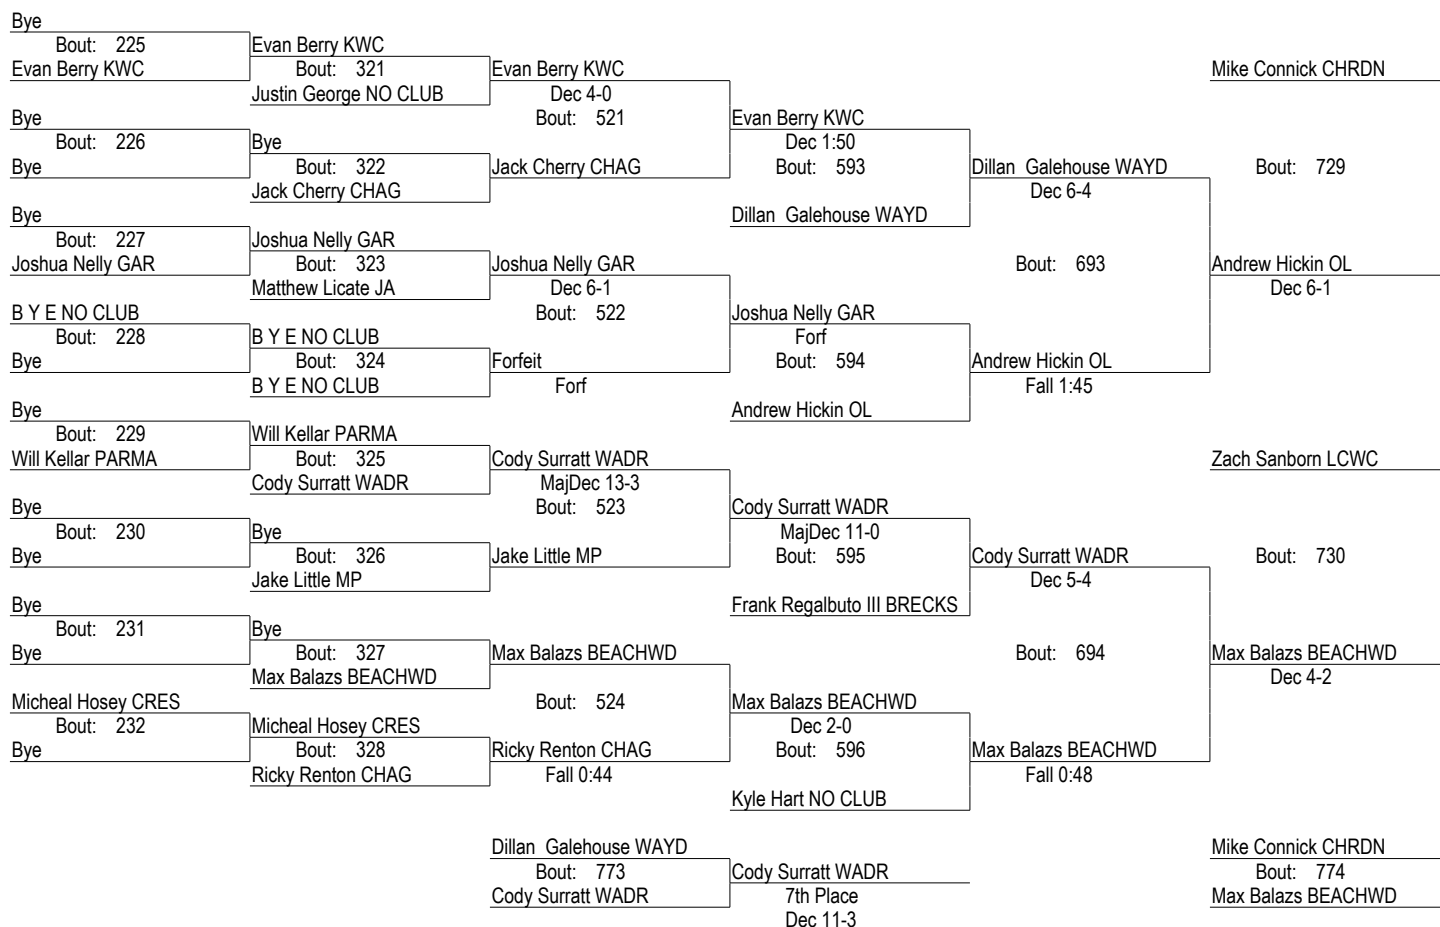 Bye
Bout: 225 Evan Berry KWC
Evan Berry KWC Bout: 321 Evan Berry KWC Mike Connick CHRDN
Justin George NO CLUB Dec 4-0
Bye Bout: 521 Evan Berry KWC
Bout: 226 Bye Dec 1:50
Bye Bout: 322 Jack Cherry CHAG Bout: 593 Dillan Galehouse WAYD Bout: 729
Jack Cherry CHAG Dec 6-4
Bye Dillan Galehouse WAYD
Bout: 227 Joshua Nelly GAR
Joshua Nelly GAR Bout: 323 Joshua Nelly GAR Bout: 693 Andrew Hickin OL
Matthew Licate JA Dec 6-1 Dec 6-1
B Y E NO CLUB Bout: 522 Joshua Nelly GAR
Bout: 228 B Y E NO CLUB Forf
Bye Bout: 324 Forfeit Bout: 594 Andrew Hickin OL
B Y E NO CLUB Forf Fall 1:45
Bye Andrew Hickin OL
Bout: 229 Will Kellar PARMA
Will Kellar PARMA Bout: 325 Cody Surratt WADR Zach Sanborn LCWC
Cody Surratt WADR MajDec 13-3
Bye Bout: 523 Cody Surratt WADR
Bout: 230 Bye MajDec 11-0
Bye Bout: 326 Jake Little MP Bout: 595 Cody Surratt WADR Bout: 730
Jake Little MP Dec 5-4
Bye Frank Regalbuto III BRECKS
Bout: 231 Bye
Bye Bout: 327 Max Balazs BEACHWD Bout: 694 Max Balazs BEACHWD
Max Balazs BEACHWD Dec 4-2
Micheal Hosey CRES Bout: 524 Max Balazs BEACHWD
Bout: 232 Micheal Hosey CRES Dec 2-0
Bye Bout: 328 Ricky Renton CHAG Bout: 596 Max Balazs BEACHWD
Ricky Renton CHAG Fall 0:44 Fall 0:48
Kyle Hart NO CLUB
Dillan Galehouse WAYD Mike Connick CHRDN
Bout: 773 Cody Surratt WADR Bout: 774
Cody Surratt WADR 7th Place Max Balazs BEACHWD
Dec 11-3